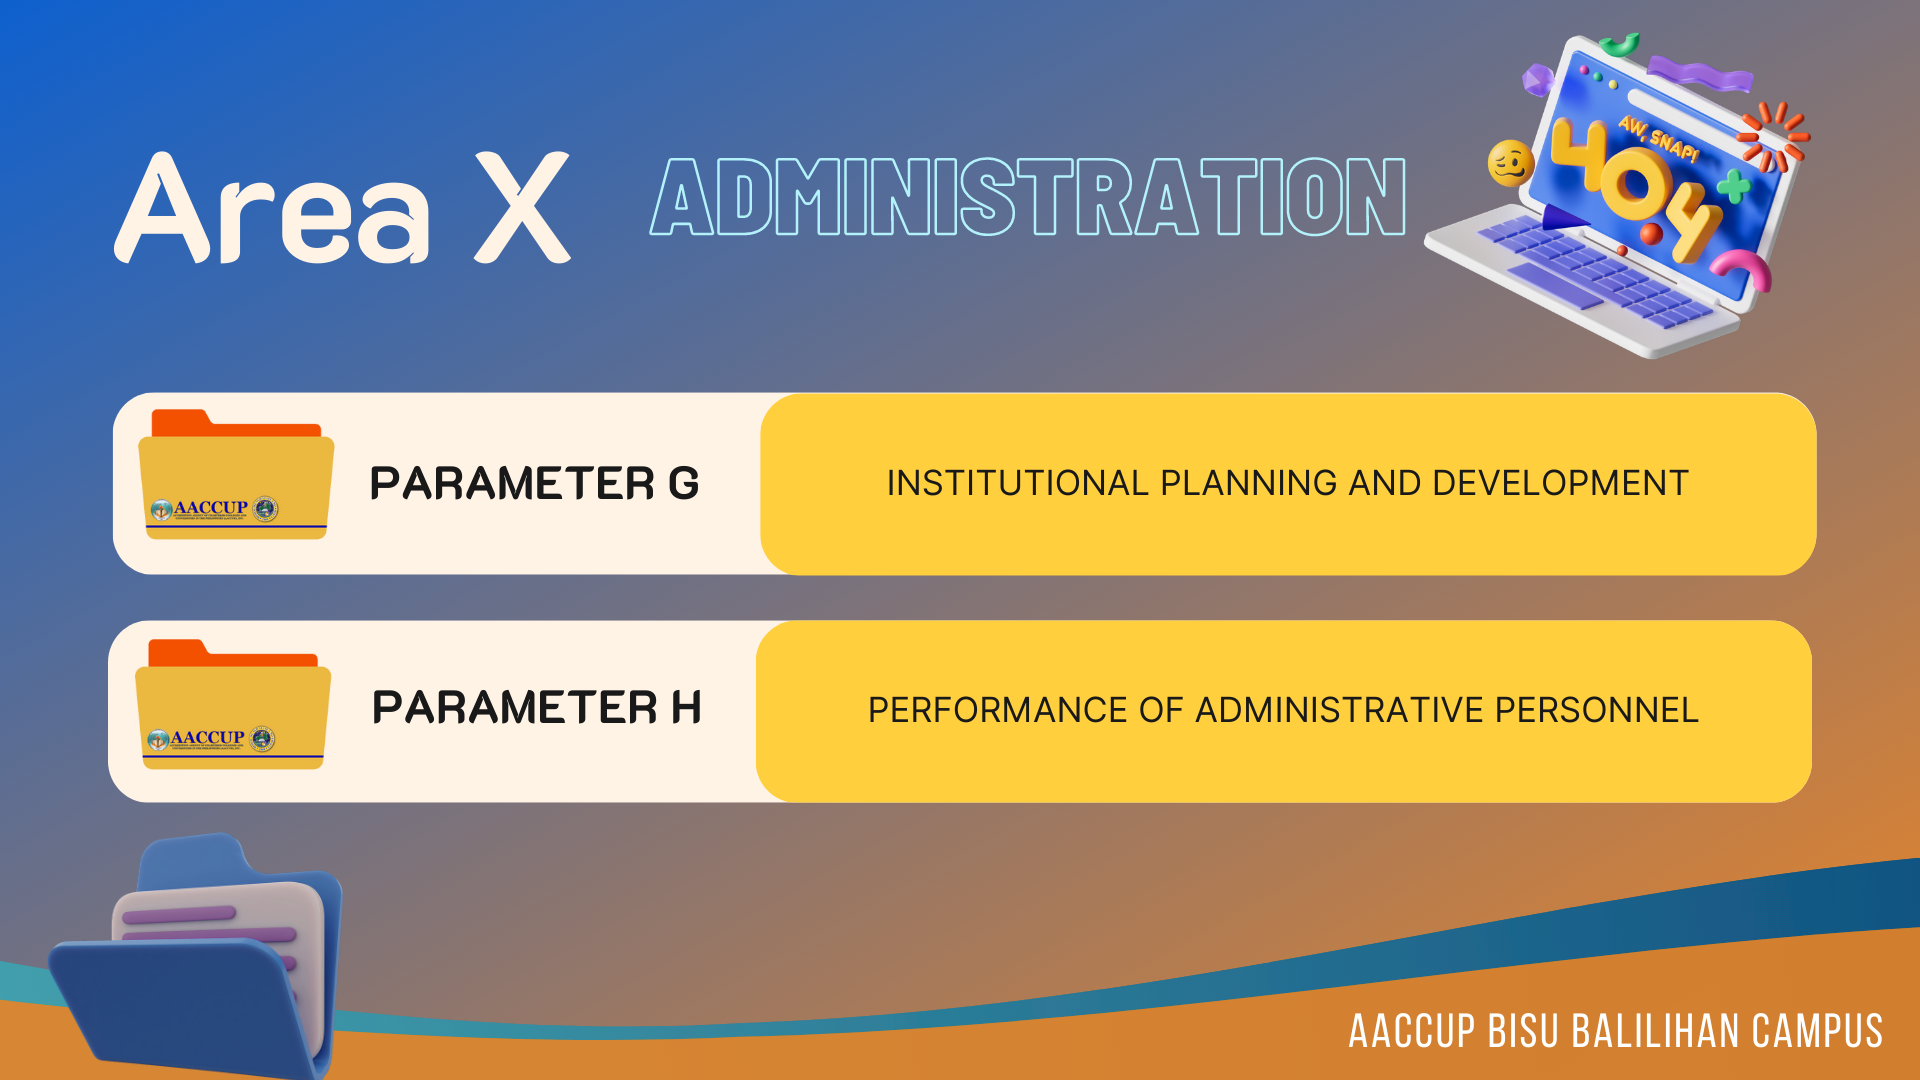 Area X ADMINISTRATION
AW, SNAP!
404
PARAMETER G
INSTITUTIONAL PLANNING AND DEVELOPMENT
AACCUP
PARAMETER H
PERFORMANCE OF ADMINISTRATIVE PERSONNEL
AACCUP
AACCUP BISU BALILIHAN CAMPUS